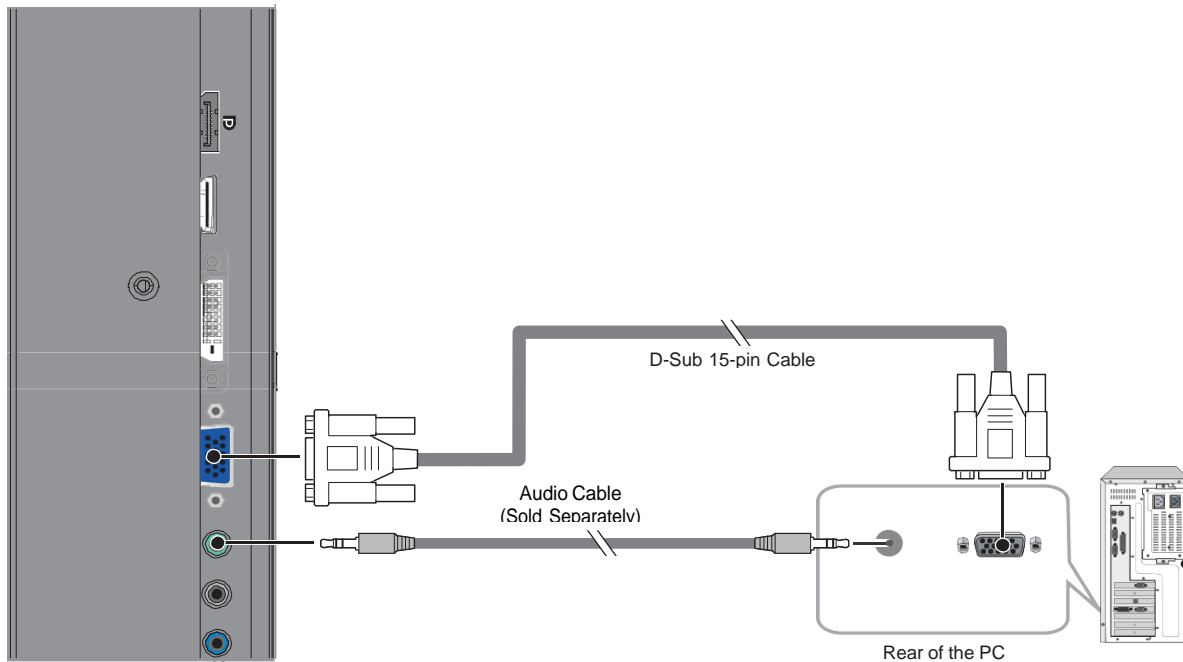 D-Sub 15-pin Cable
Audio Cable
(Sold Separately)
Rear of the PC